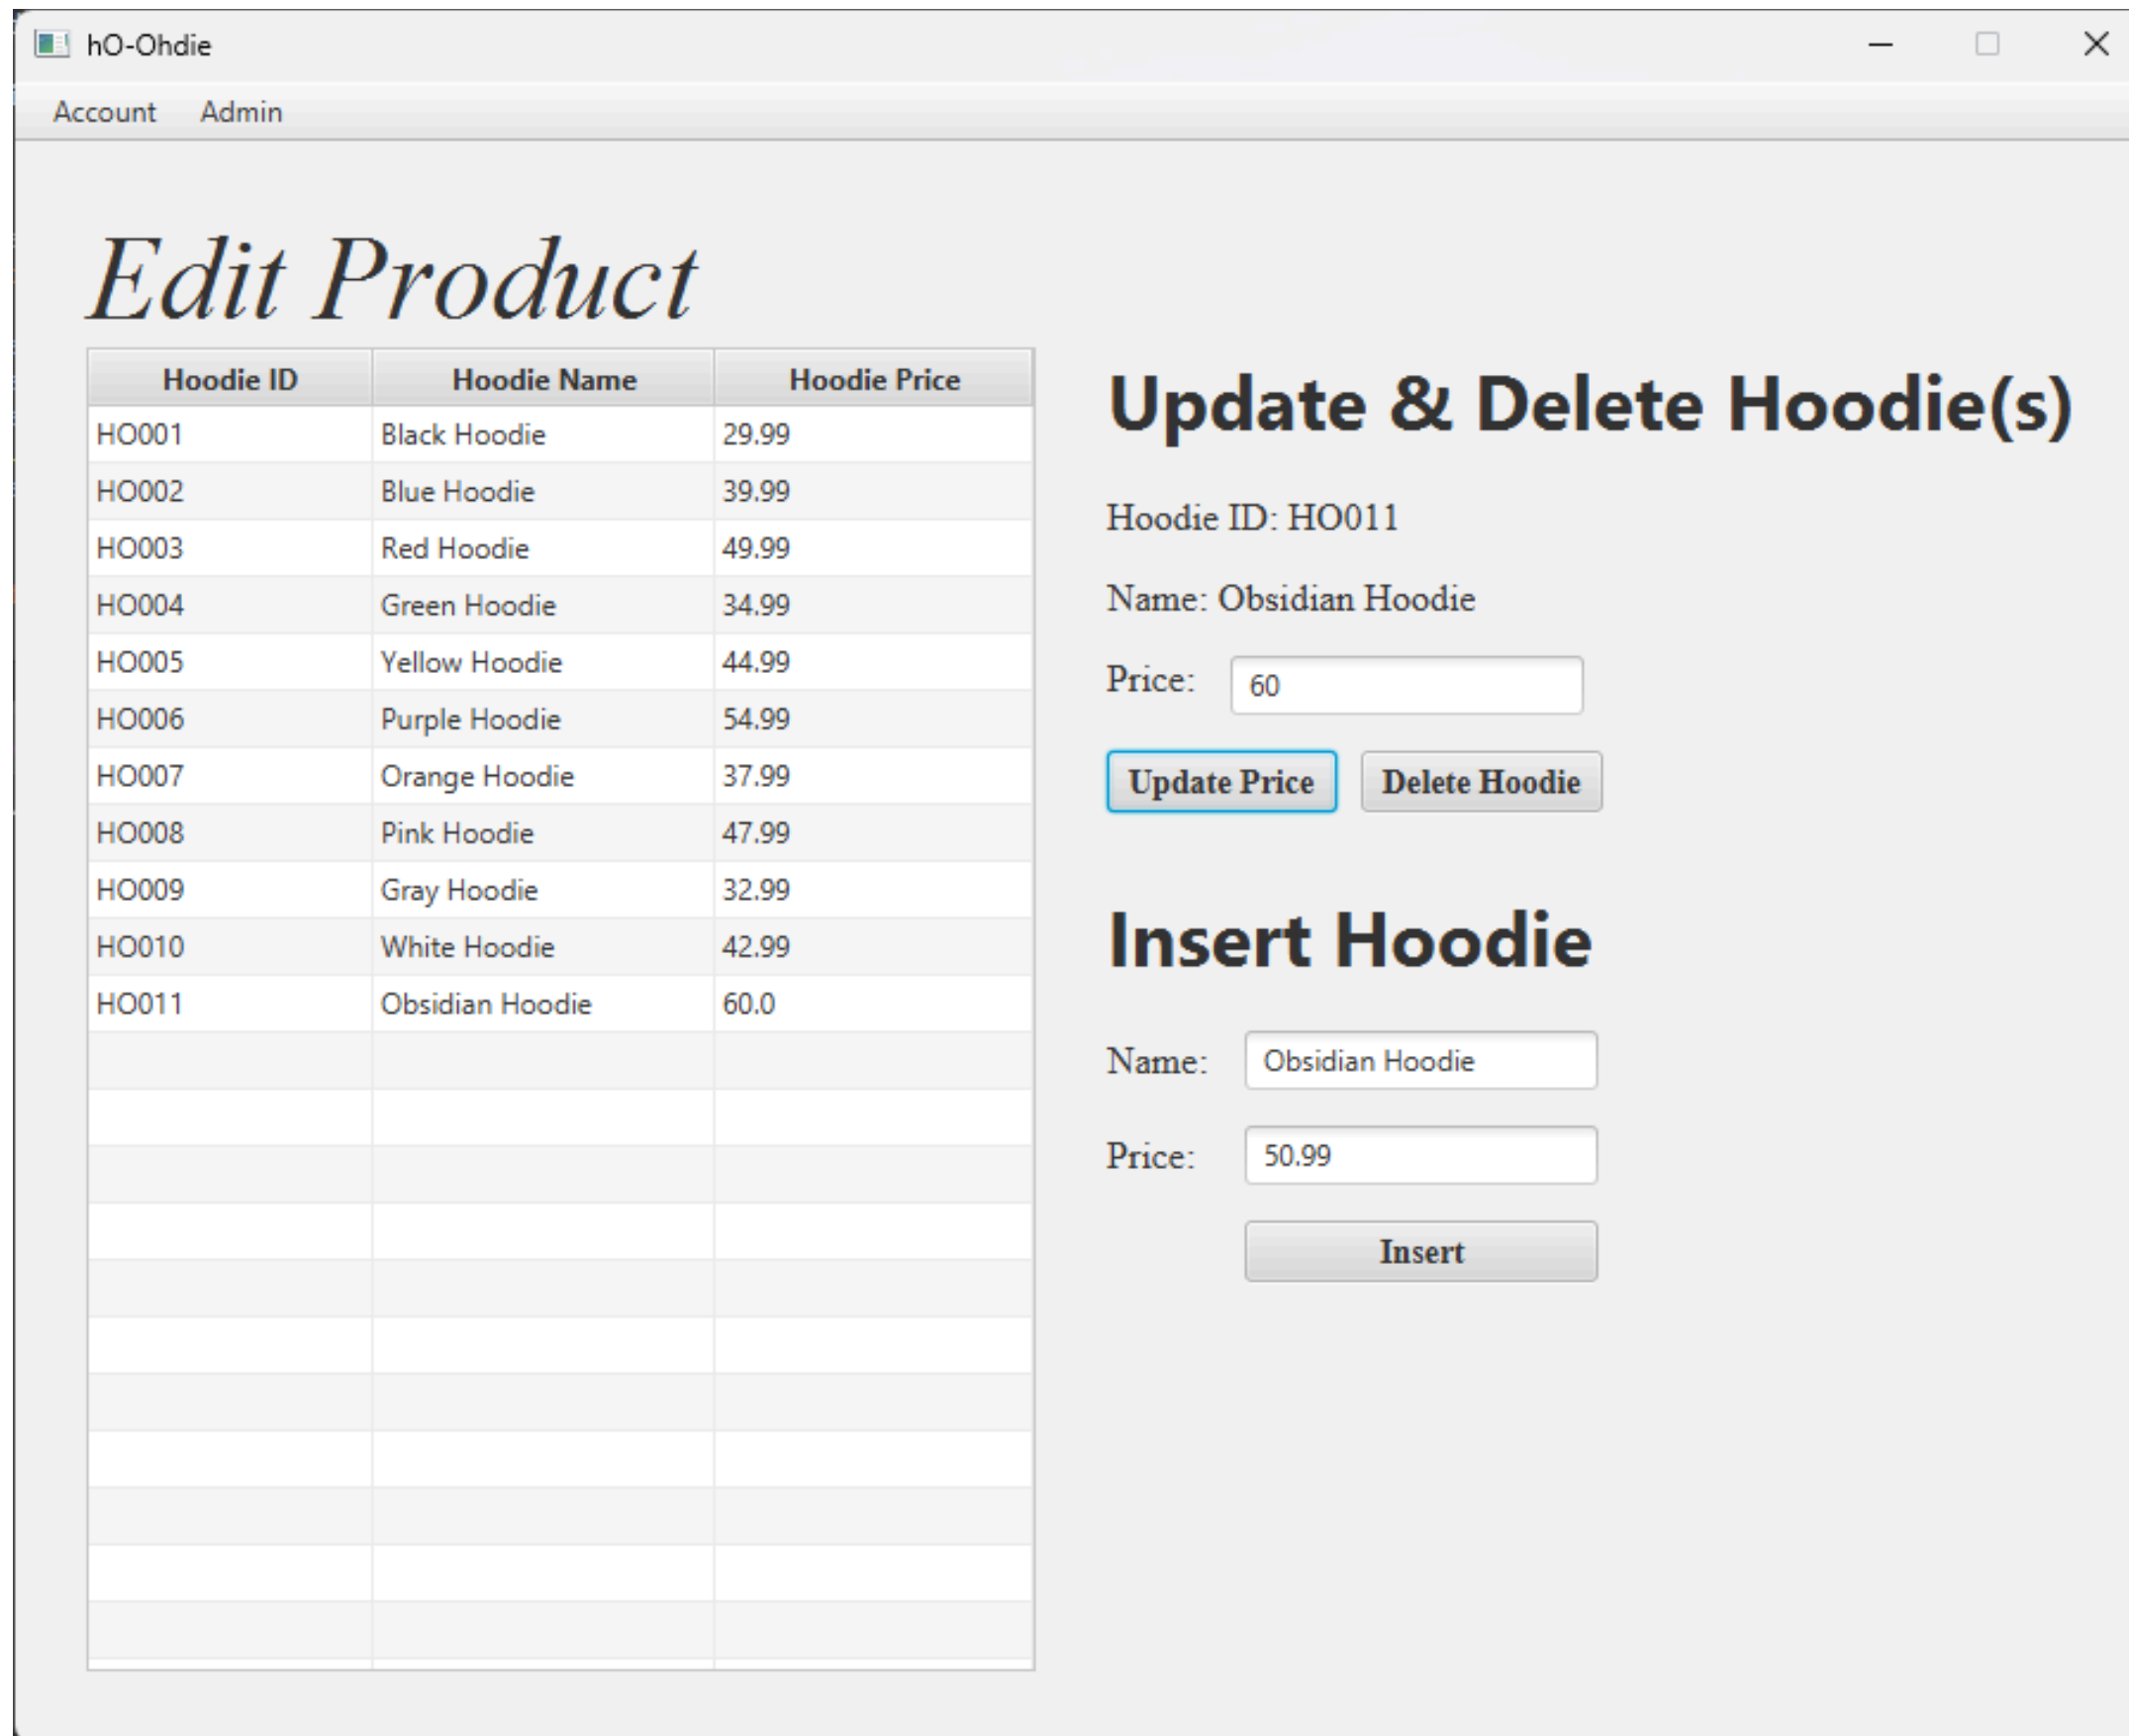 hO-Ohdie
Account Admin
Edit Product
Hoodie ID Hoodie Name Hoodie Price
HO001 Black Hoodie 29.99
HO002 Blue Hoodie 39.99
HO003 Red Hoodie 49.99
HO004 Green Hoodie 34.99
HO005 Yellow Hoodie 44.99
HO006 Purple Hoodie 54.99
HO007 Orange Hoodie 37.99
HO008 Pink Hoodie 47.99
HO009 Gray Hoodie 32.99
HO010 White Hoodie 42.99
HO011 Obsidian Hoodie 60.0
Update & Delete Hoodie(s)
Hoodie ID: HO011
Name: Obsidian Hoodie
Price: 60
Update Price Delete Hoodie
Insert Hoodie
Name: Obsidian Hoodie
Price: 50.99
Insert